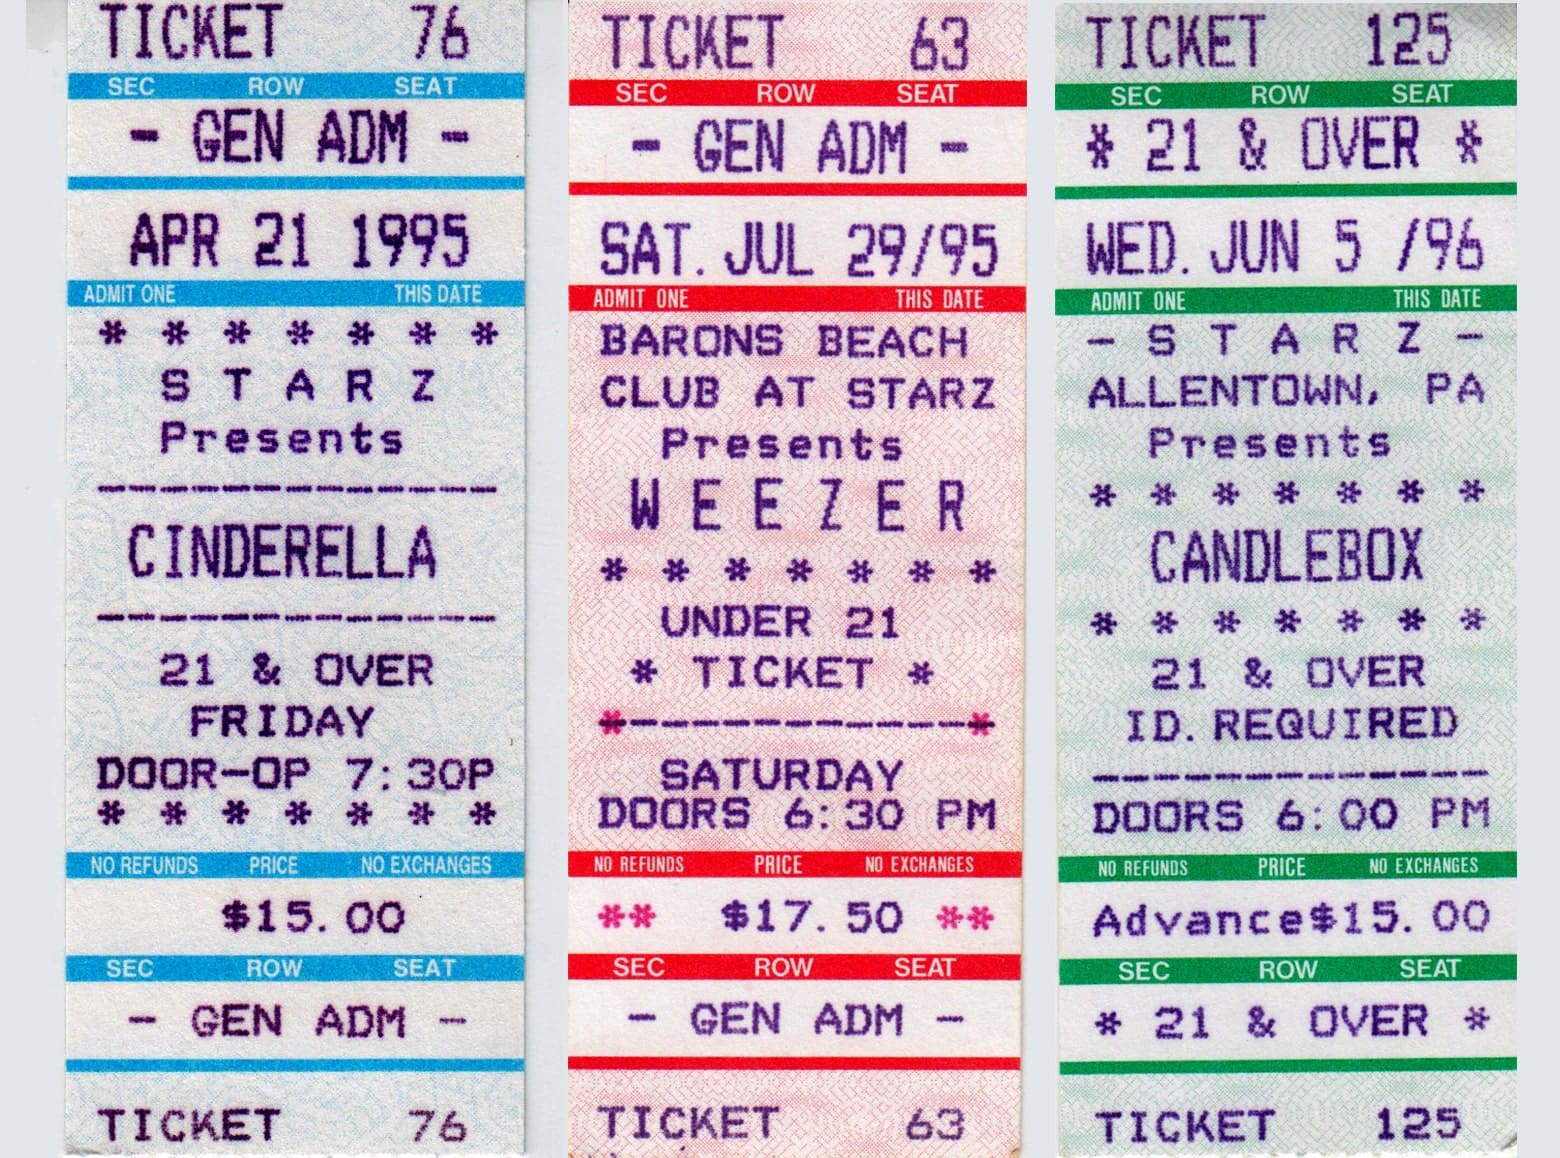 TICKET 76
SEC ROW SEAT
- GEN ADM -
APR 21 1995
ADMIT ONE THIS DATE
* * * * * * *
S T A R Z
Presents
-------------
CINDERELLA
-------------
21 & OVER
FRIDAY
DOOR-OP 7:30P
* * * * * * *
NO REFUNDS PRICE NO EXCHANGES
$15.00
SEC ROW SEAT
- GEN ADM -
TICKET 76
TICKET 63
SEC ROW SEAT
- GEN ADM -
SAT. JUL 29/95
ADMIT ONE THIS DATE
BARONS BEACH
CLUB AT STARZ
Presents
W E E Z E R
* * * * * * *
UNDER 21
* TICKET *
*-----------*
SATURDAY
DOORS 6:30 PM
NO REFUNDS PRICE NO EXCHANGES
** $17.50 **
SEC ROW SEAT
- GEN ADM -
TICKET 63
TICKET 125
SEC ROW SEAT
* 21 & OVER *
WED. JUN 5 /96
ADMIT ONE THIS DATE
- S T A R Z -
ALLENTOWN, PA
Presents
* * * * * * *
CANDLEBOX
* * * * * * *
21 & OVER
ID. REQUIRED
-------------
DOORS 6:00 PM
NO REFUNDS PRICE NO EXCHANGES
Advance$15.00
SEC ROW SEAT
* 21 & OVER *
TICKET 125